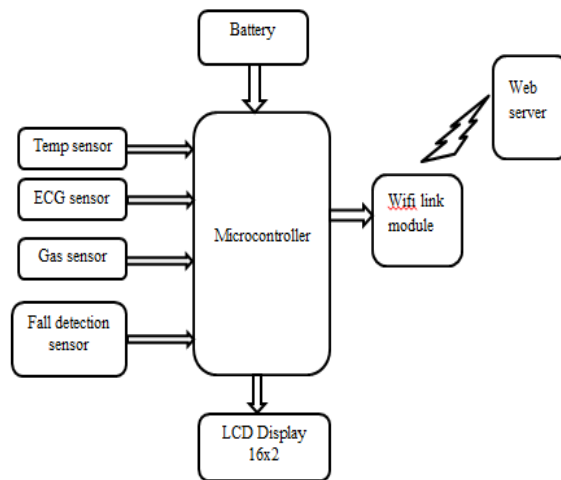 Battery
Web
server
Temp sensor
ECG sensor
Wifi link
module
Microcontroller
Gas sensor
Fall detection
sensor
LCD Display
16x2